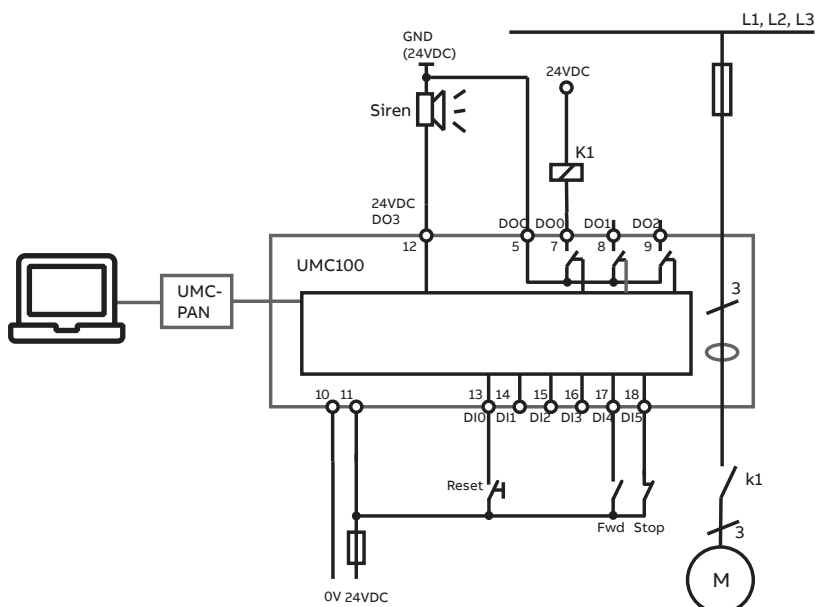 L1, L2, L3
GND
(24VDC)
24VDC
Siren
K1
24VDC
DO3
DOC DO0 DO1 DO2
12 5 7 8 9
UMC100
UMC-
PAN
3
10 11 13 14 15 16 17 18
DI0 DI1 DI2 DI3 DI4 DI5
Reset
k1
Fwd Stop
3
M
0V 24VDC